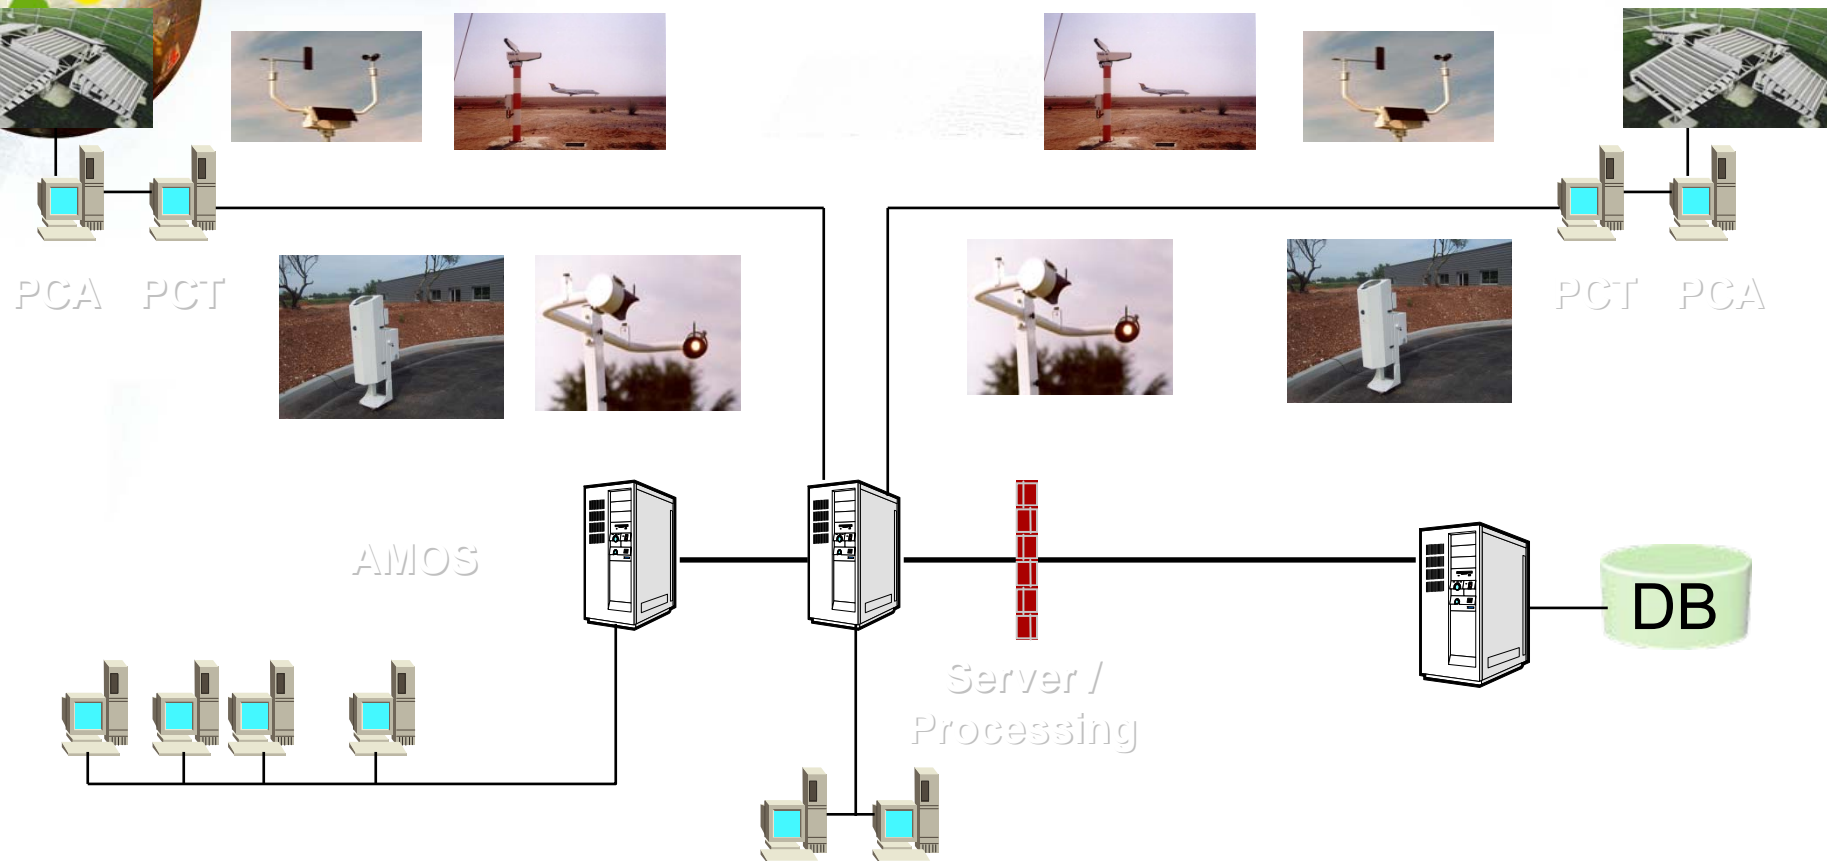 PCA PCT
PCT PCA
AMOS
DB
Server /
Processing